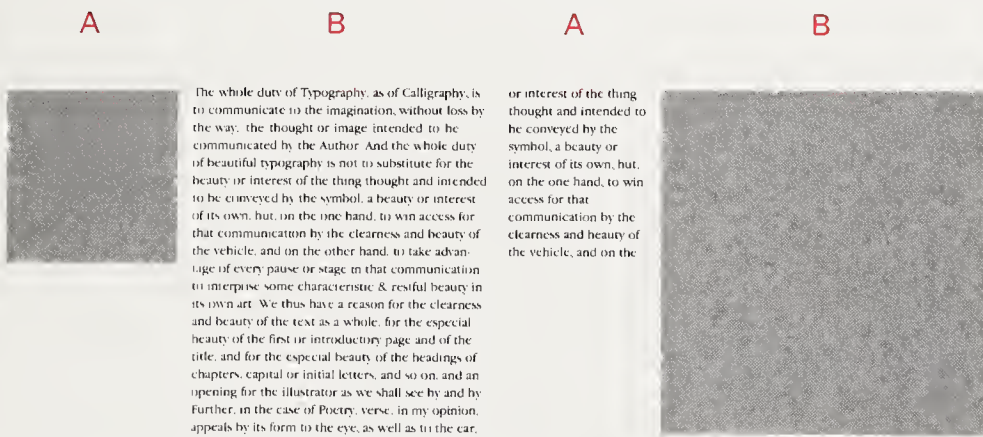 A B A B
The whole duty of Typography, as of Calligraphy, is
to communicate to the imagination, without loss by
the way, the thought or image intended to be
communicated by the Author. And the whole duty
of beautiful typography is not to substitute for the
beauty or interest of the thing thought and intended
to be conveyed by the symbol, a beauty or interest
of its own, but, on the one hand, to win access for
that communication by the clearness and beauty of
the vehicle, and on the other hand, to take advan-
tage of every pause or stage in that communication
to interpose some characteristic & restful beauty in
its own art. We thus have a reason for the clearness
and beauty of the text as a whole, for the especial
beauty of the first or introductory page and of the
title, and for the especial beauty of the headings of
chapters, capital or initial letters, and so on, and an
opening for the illustrator as we shall see by and by
Further, in the case of Poetry, verse, in my opinion,
appeals by its form to the eye, as well as to the ear,
or interest of the thing
thought and intended to
be conveyed by the
symbol, a beauty or
interest of its own, but,
on the one hand, to win
access for that
communication by the
clearness and beauty of
the vehicle, and on the